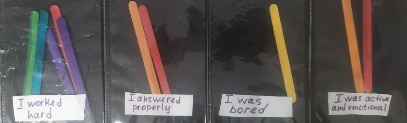 I worked
hard
I answered
properly
I was
bored
I was active
and emotional